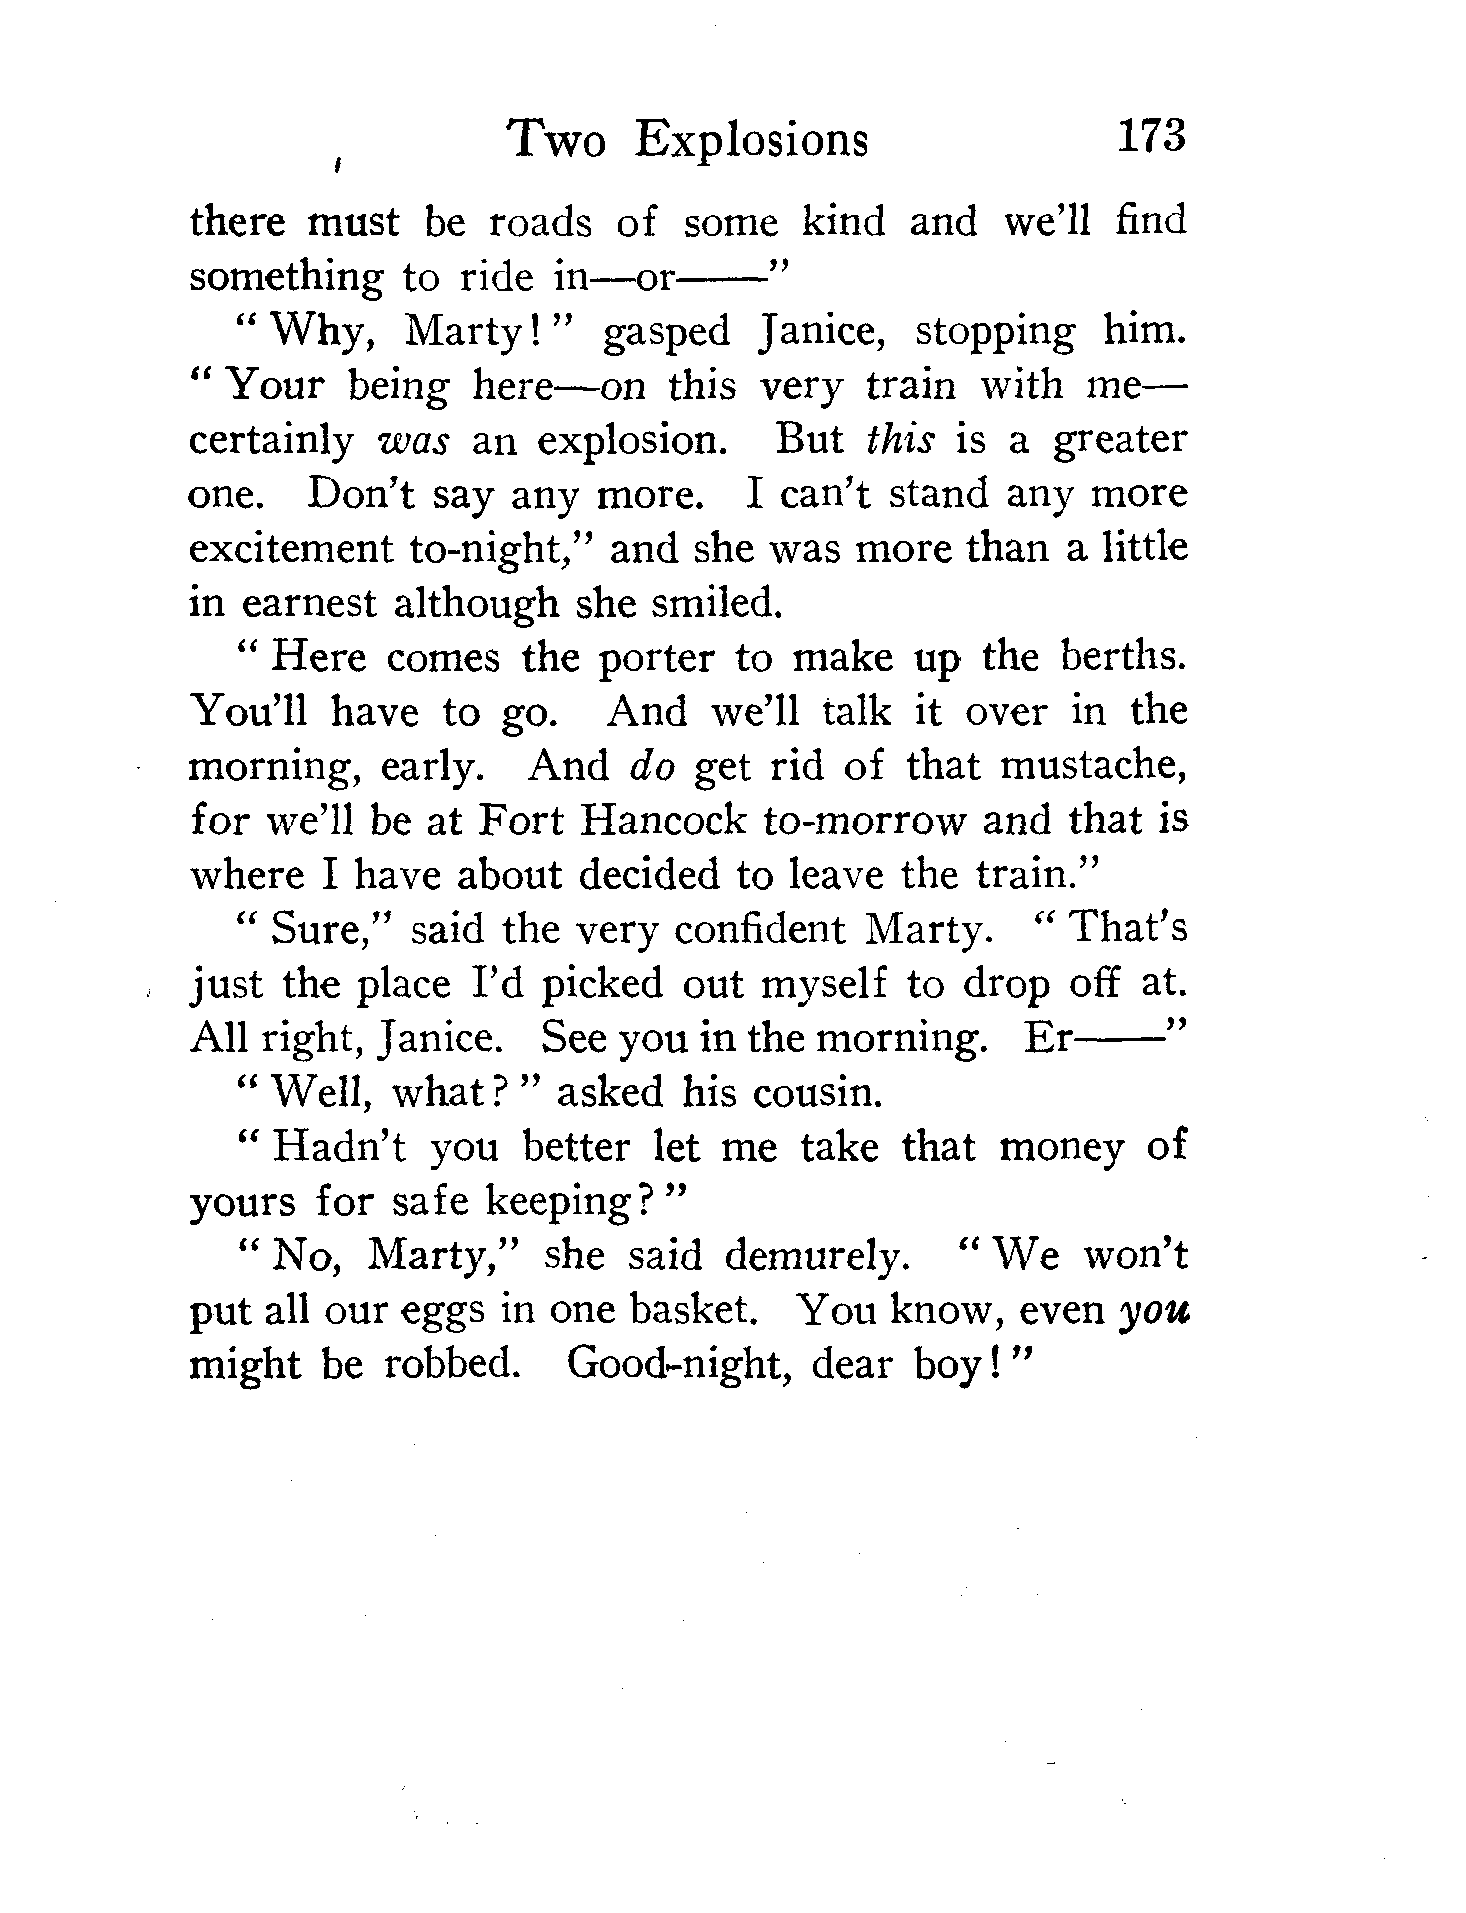 Two Explosions 173
there must be roads of some kind and we'll find
something to ride in—or——"
" Why, Marty! " gasped Janice, stopping him.
" Your being here—on this very train with me—
certainly was an explosion. But this is a greater
one. Don't say any more. I can't stand any more
excitement to-night," and she was more than a little
in earnest although she smiled.
" Here comes the porter to make up the berths.
You'll have to go. And we'll talk it over in the
morning, early. And do get rid of that mustache,
for we'll be at Fort Hancock to-morrow and that is
where I have about decided to leave the train."
" Sure," said the very confident Marty. " That's
just the place I'd picked out myself to drop off at.
All right, Janice. See you in the morning. Er——"
" Well, what? " asked his cousin.
" Hadn't you better let me take that money of
yours for safe keeping? "
" No, Marty," she said demurely. " We won't
put all our eggs in one basket. You know, even you
might be robbed. Good-night, dear boy! "